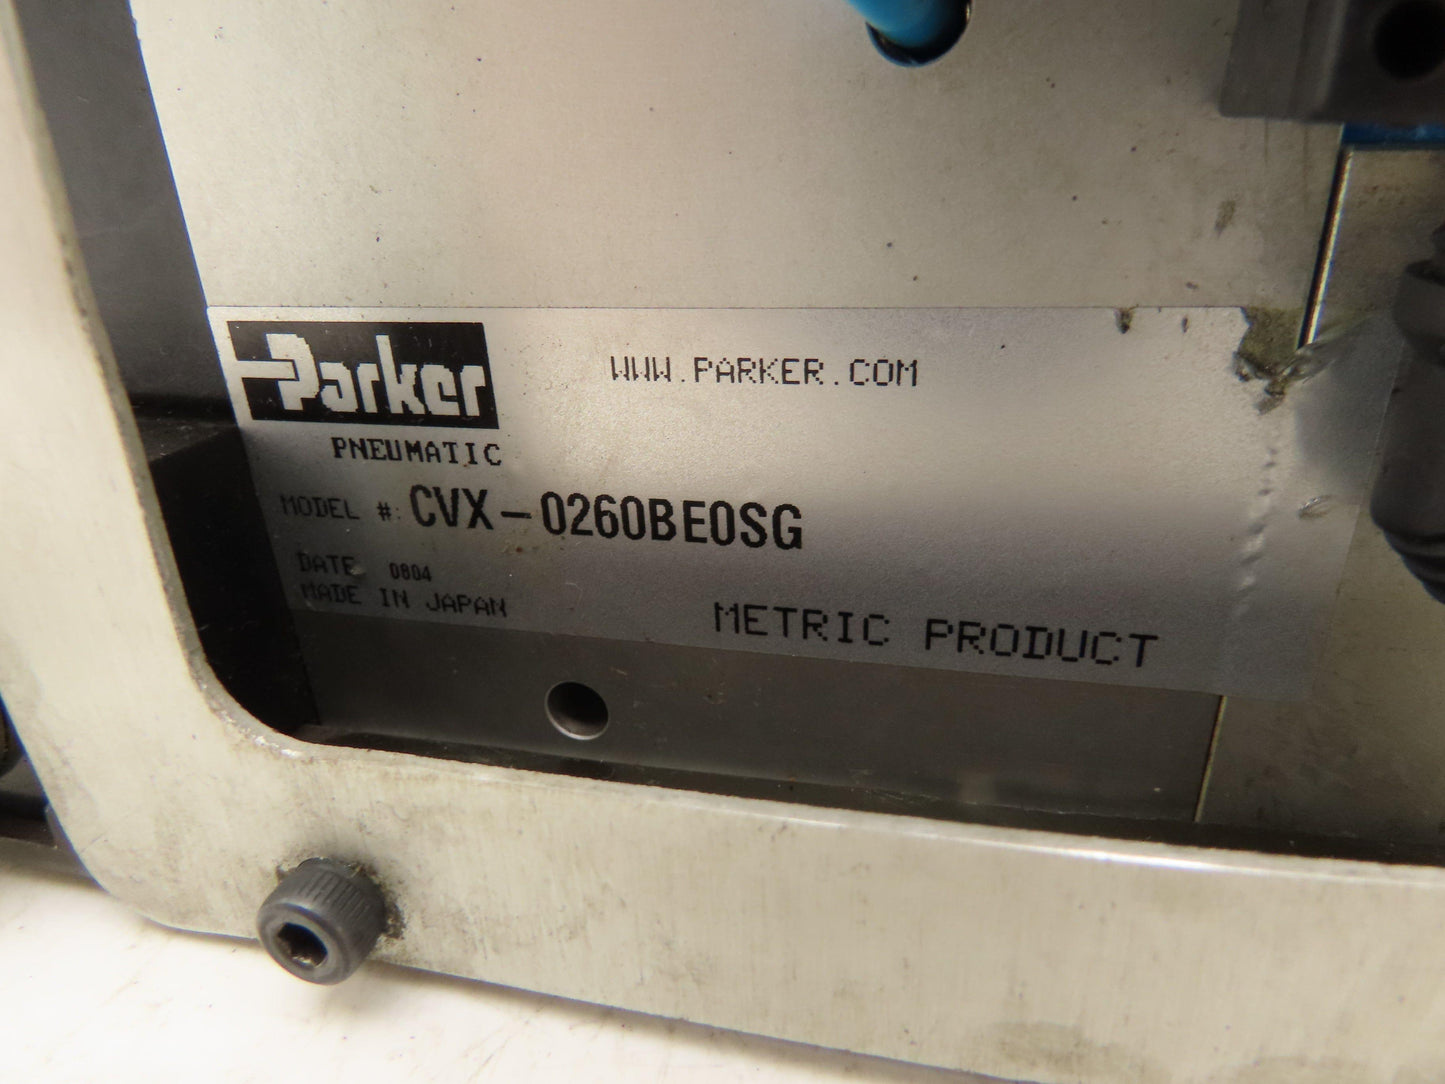 Parker
WWW.PARKER.COM
PNEUMATIC
MODEL #: CVX-0260BE0SG
DATE 0804
MADE IN JAPAN
METRIC PRODUCT